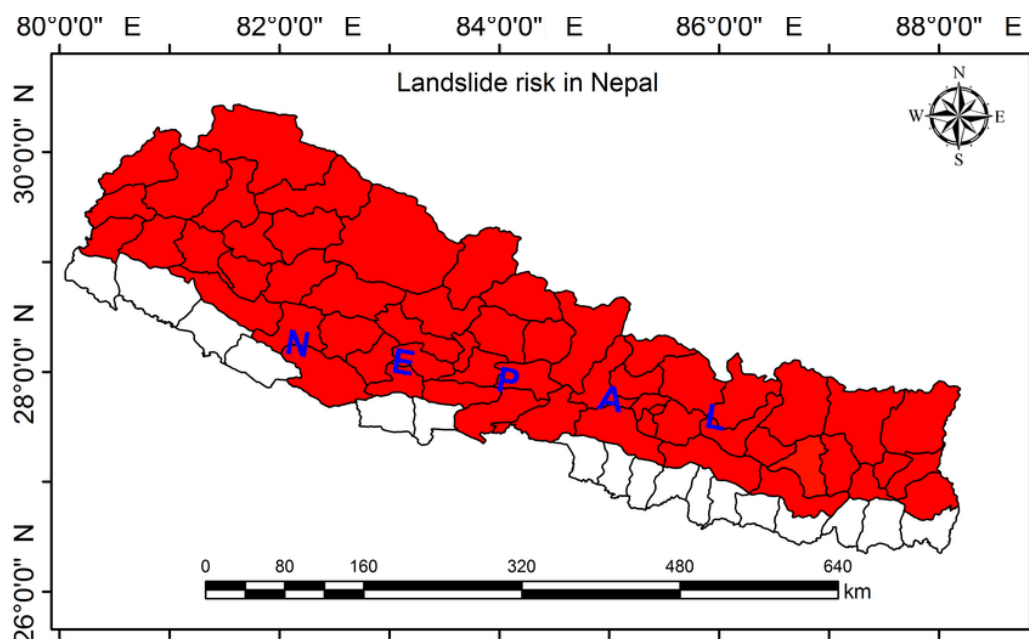 80°0'0" E 82°0'0" E 84°0'0" E 86°0'0" E 88°0'0" E
Landslide risk in Nepal
N
W E
S
30°0'0" N
28°0'0" N
26°0'0" N
N E P A L
0 80 160 320 480 640
km